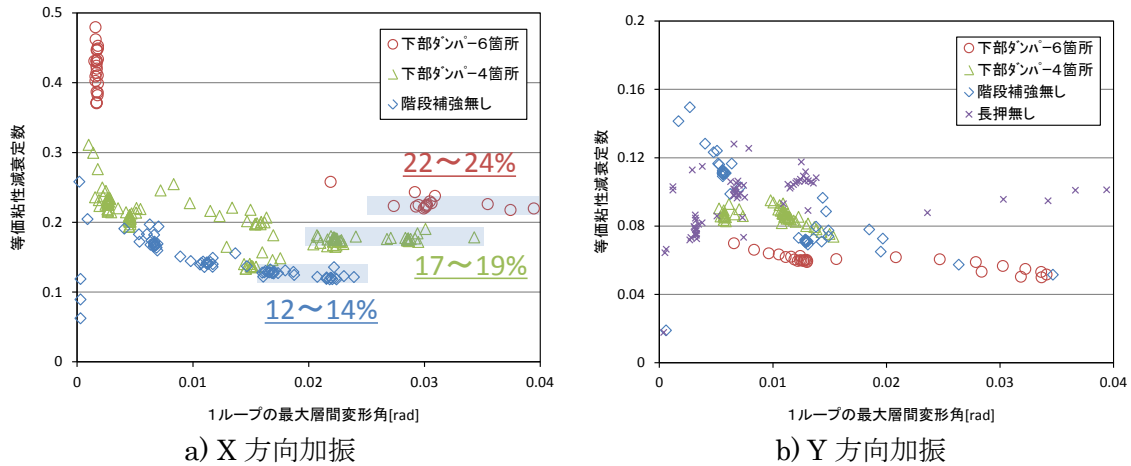 0.5
0.4
0.3
0.2
0.1
0
等価粘性減衰定数
下部ダンパー6箇所
下部ダンパー4箇所
階段補強無し
22～24%
17～19%
12～14%
0 0.01 0.02 0.03 0.04
1ループの最大層間変形角[rad]
a) X 方向加振
0.2
0.16
0.12
0.08
0.04
0
等価粘性減衰定数
下部ダンパー6箇所
下部ダンパー4箇所
階段補強無し
長押無し
0 0.01 0.02 0.03 0.04
1ループの最大層間変形角[rad]
b) Y 方向加振